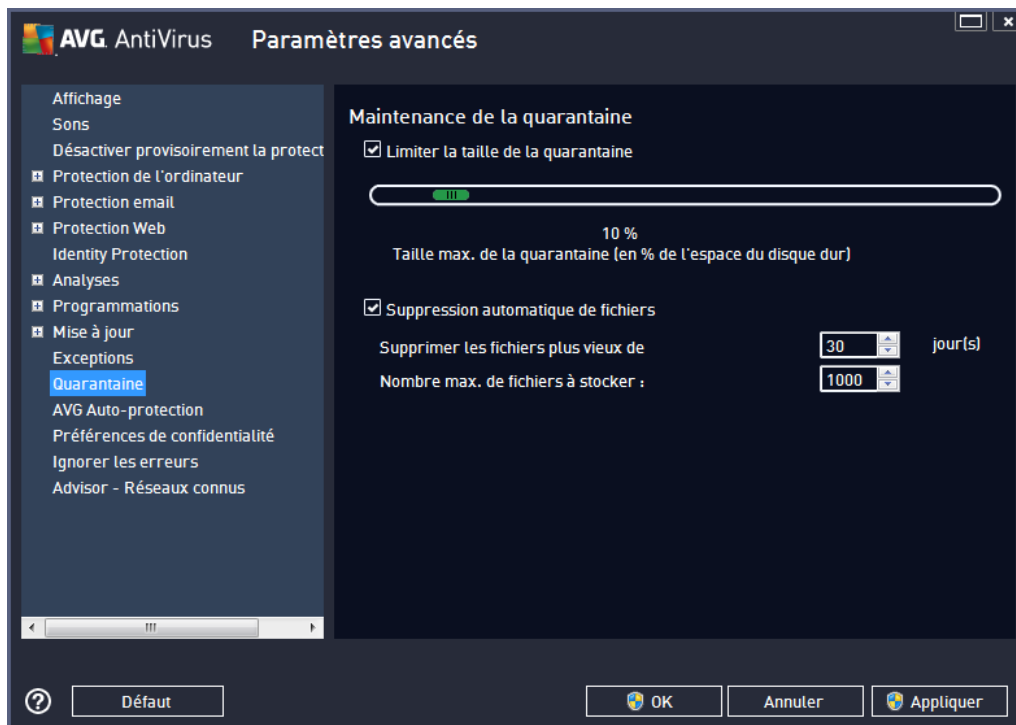 AVG. AntiVirus Paramètres avancés
Affichage
Sons
Désactiver provisoirement la protect
Protection de l'ordinateur
Protection email
Protection Web
Identity Protection
Analyses
Programmations
Mise à jour
Exceptions
Quarantaine
AVG Auto-protection
Préférences de confidentialité
Ignorer les erreurs
Advisor - Réseaux connus
Maintenance de la quarantaine
Limiter la taille de la quarantaine
10 %
Taille max. de la quarantaine (en % de l'espace du disque dur)
Suppression automatique de fichiers
Supprimer les fichiers plus vieux de 30 jour(s)
Nombre max. de fichiers à stocker : 1000
? Défaut OK Annuler Appliquer